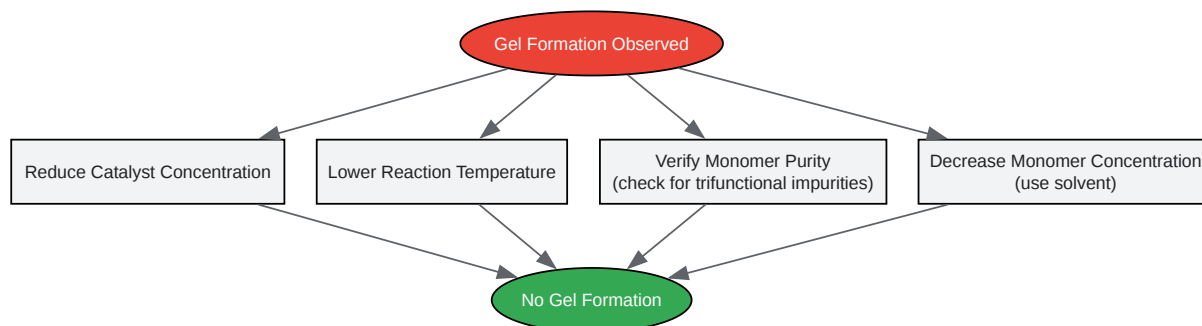 Gel Formation Observed
Reduce Catalyst Concentration
Lower Reaction Temperature
Verify Monomer Purity
(check for trifunctional impurities)
Decrease Monomer Concentration
(use solvent)
No Gel Formation